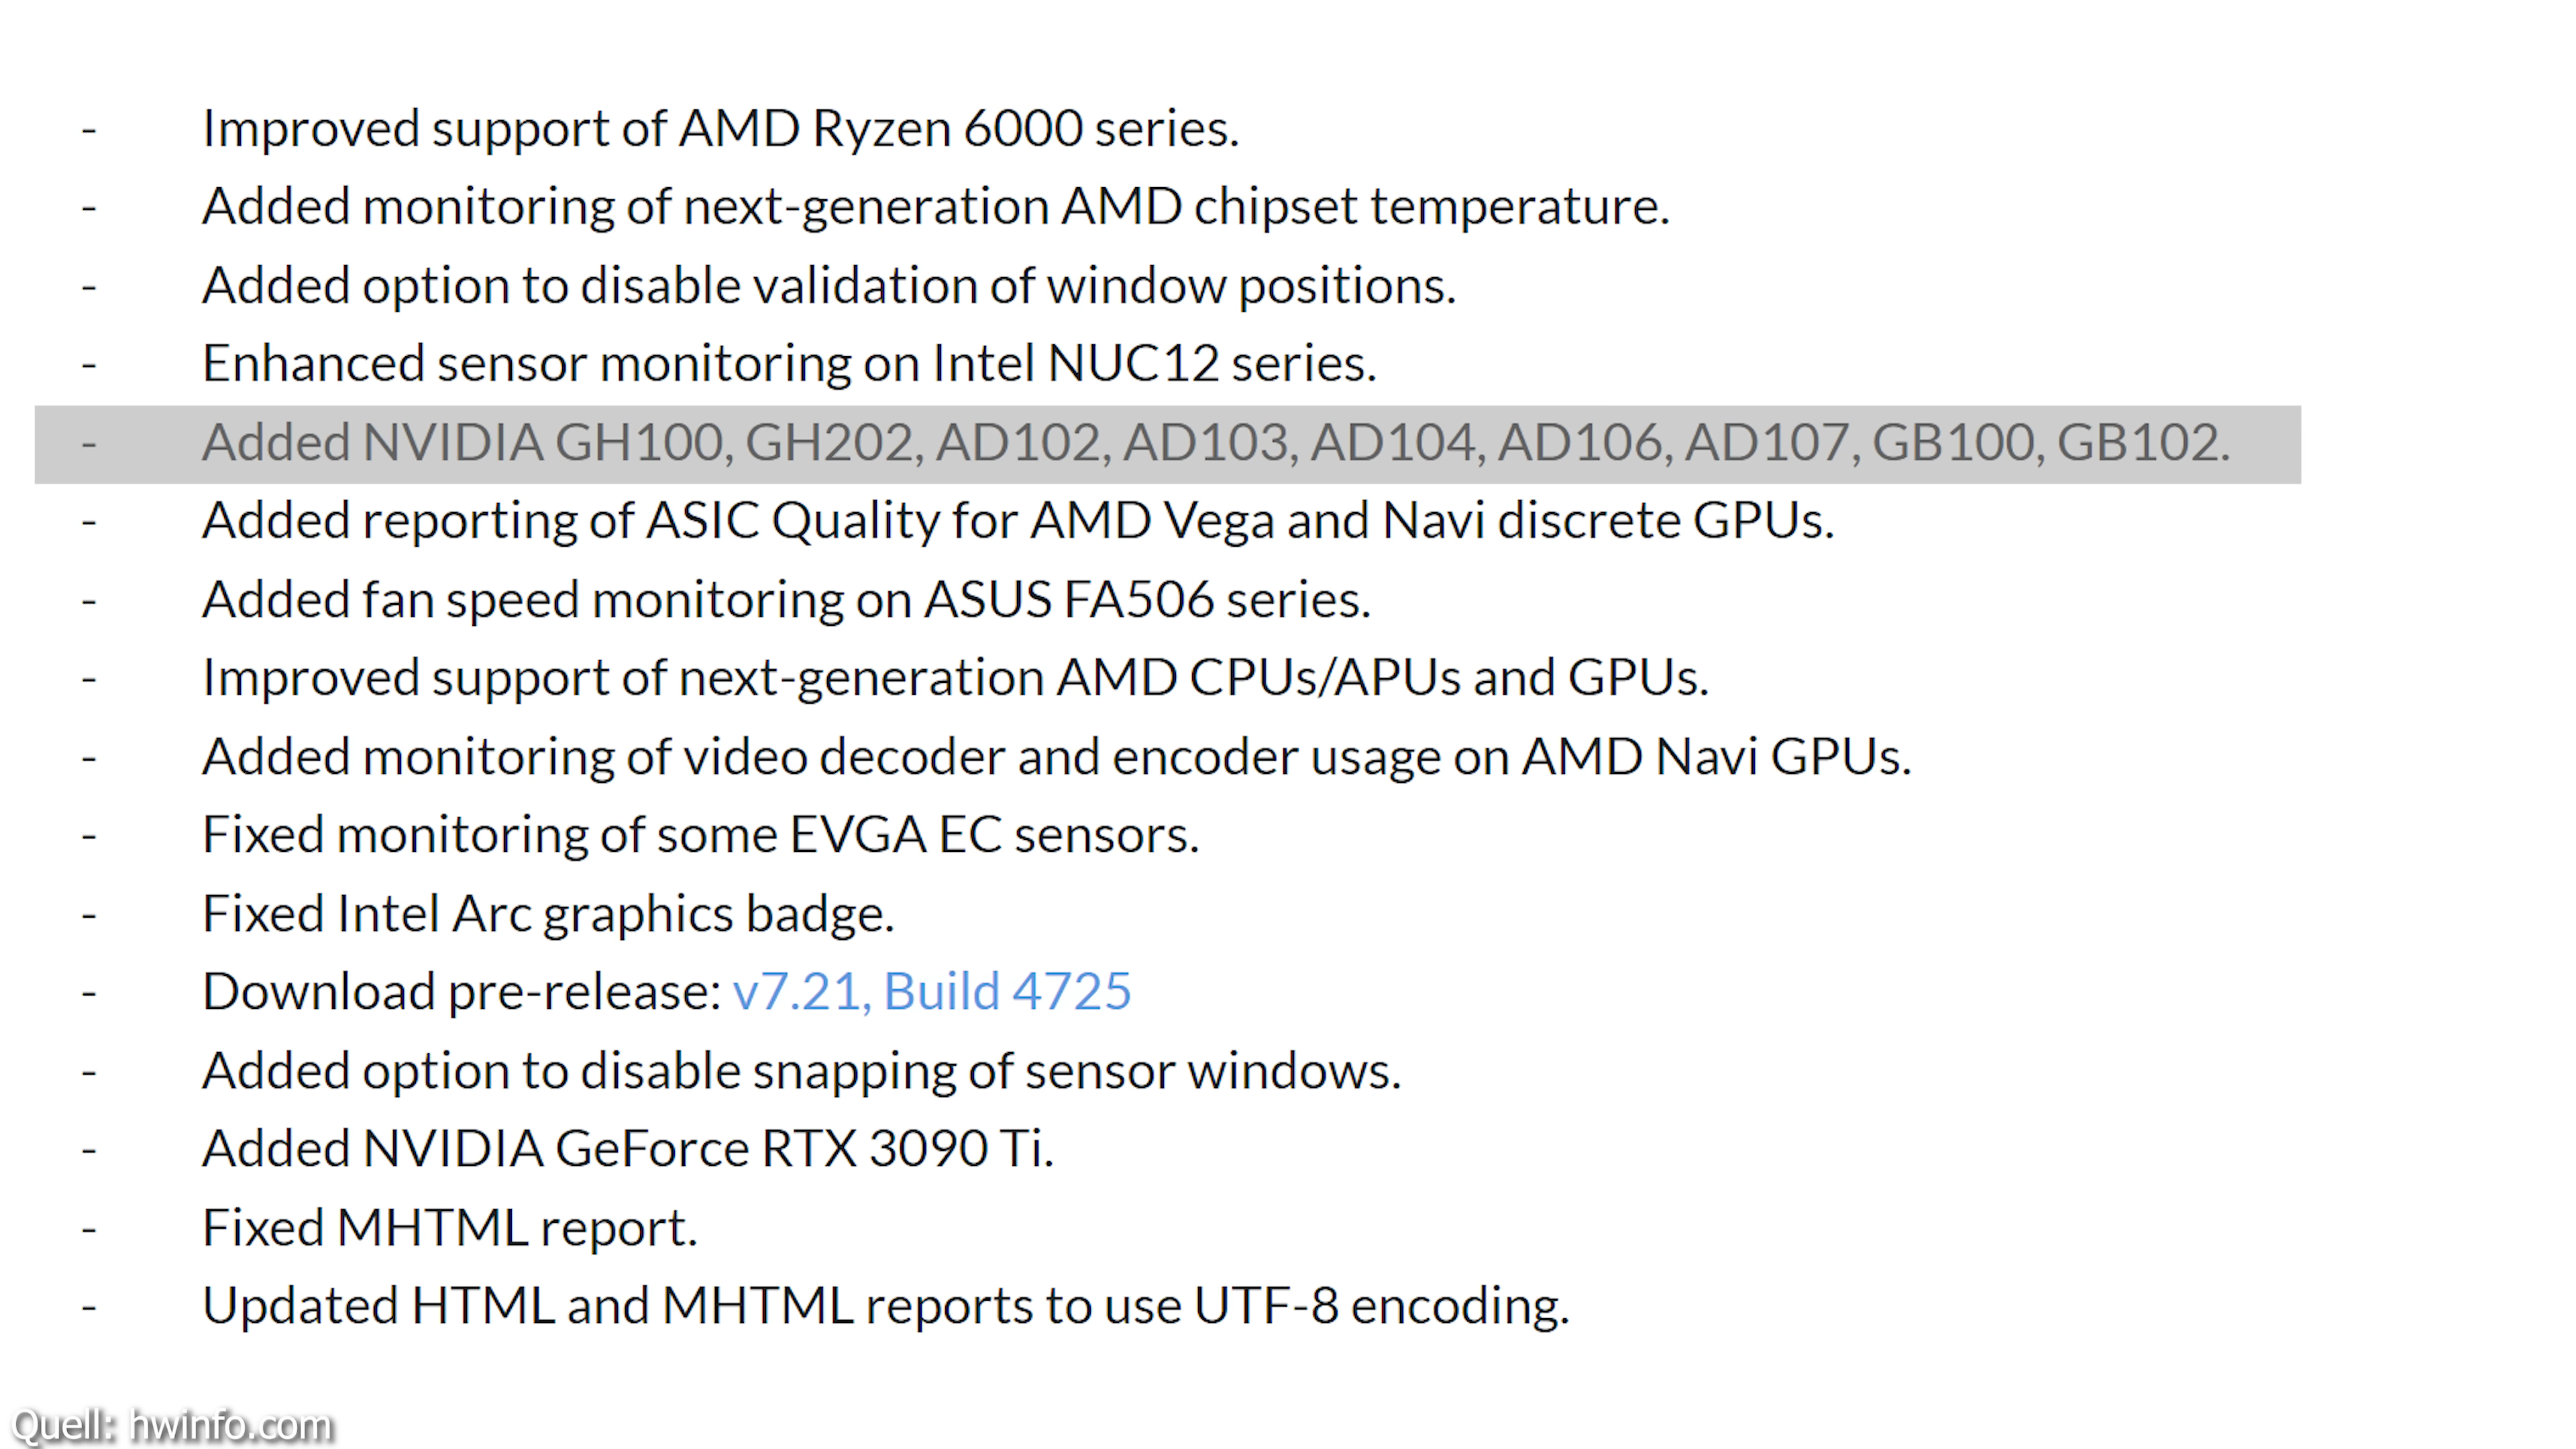 - Improved support of AMD Ryzen 6000 series.
- Added monitoring of next-generation AMD chipset temperature.
- Added option to disable validation of window positions.
- Enhanced sensor monitoring on Intel NUC12 series.
- Added NVIDIA GH100, GH202, AD102, AD103, AD104, AD106, AD107, GB100, GB102.
- Added reporting of ASIC Quality for AMD Vega and Navi discrete GPUs.
- Added fan speed monitoring on ASUS FA506 series.
- Improved support of next-generation AMD CPUs/APUs and GPUs.
- Added monitoring of video decoder and encoder usage on AMD Navi GPUs.
- Fixed monitoring of some EVGA EC sensors.
- Fixed Intel Arc graphics badge.
- Download pre-release: v7.21, Build 4725
- Added option to disable snapping of sensor windows.
- Added NVIDIA GeForce RTX 3090 Ti.
- Fixed MHTML report.
- Updated HTML and MHTML reports to use UTF-8 encoding.
Quell: hwinfo.com